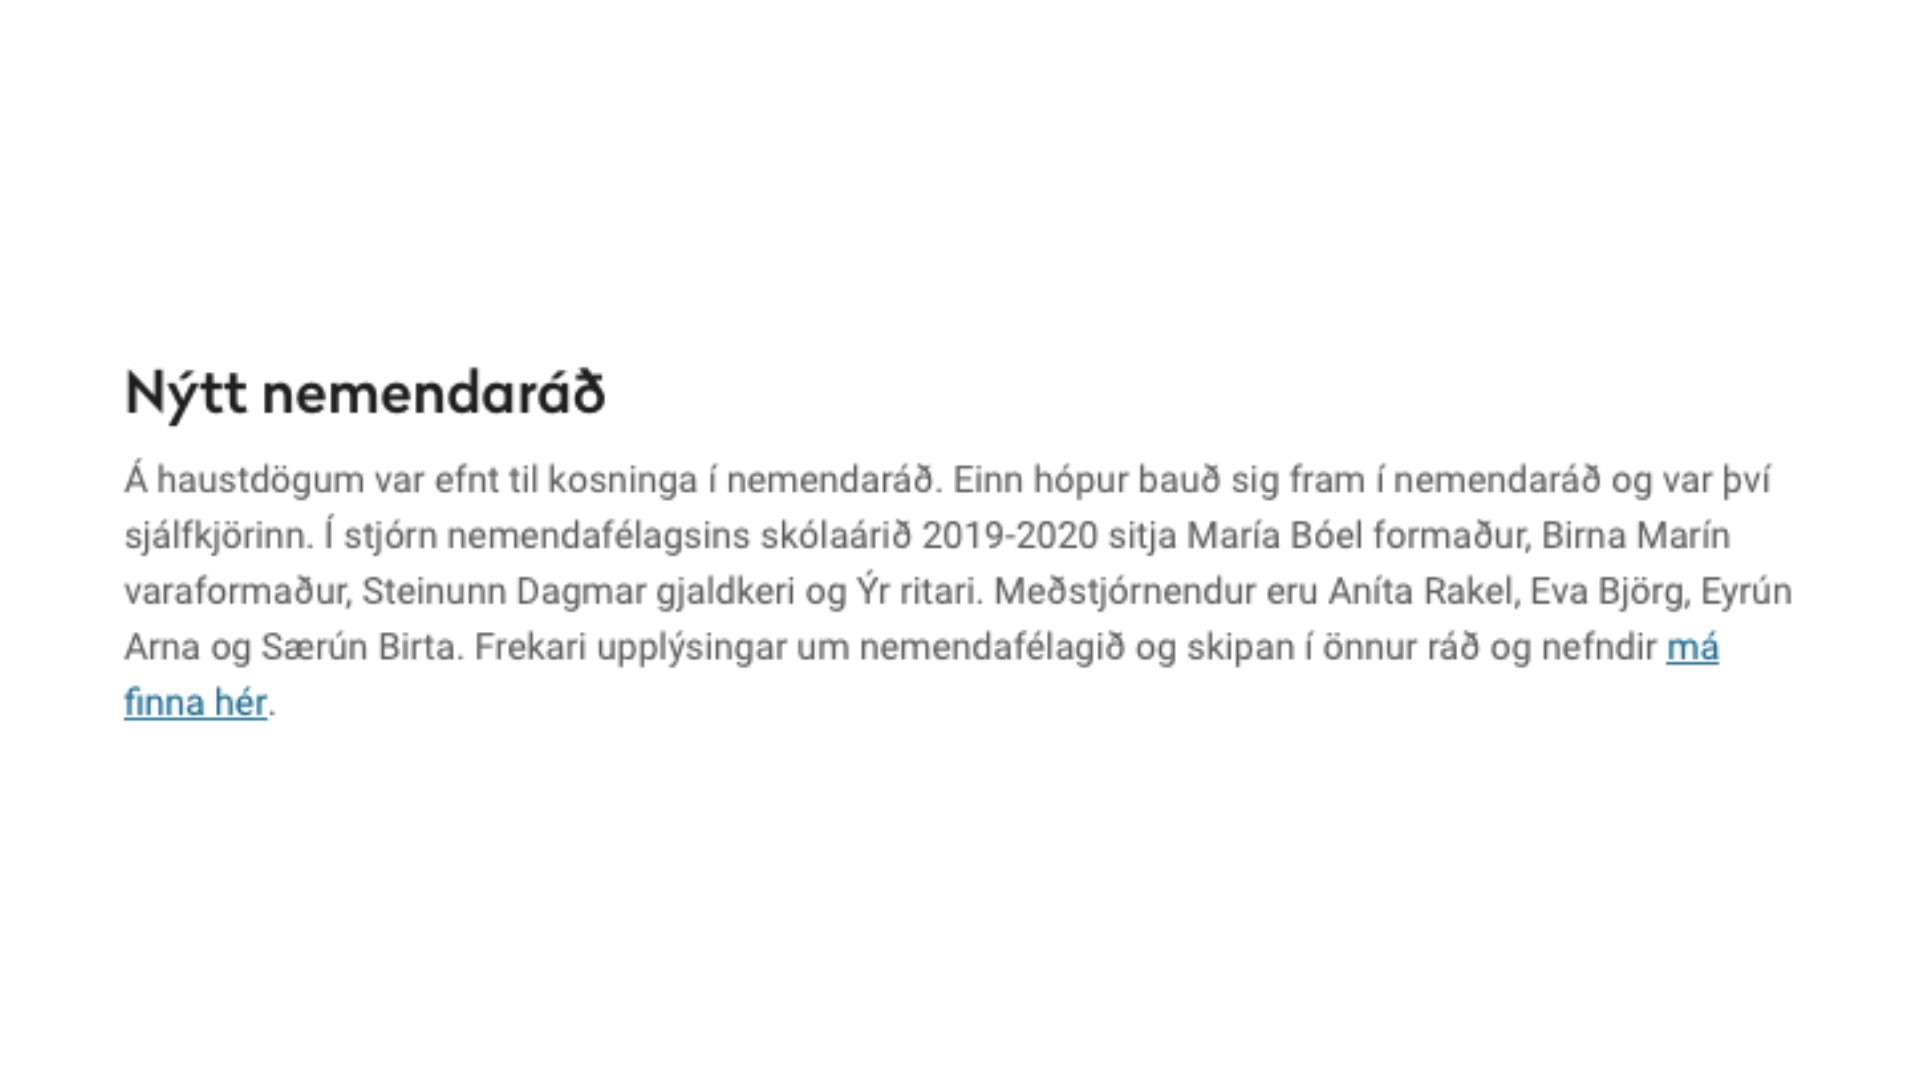 Nýtt nemendaráð
Á haustdögum var efnt til kosninga í nemendaráð. Einn hópur bauð sig fram í nemendaráð og var því
sjálfkjörinn. Í stjórn nemendafélagsins skólaárið 2019-2020 sitja María Bóel formaður, Birna Marín
varaformaður, Steinunn Dagmar gjaldkeri og Ýr ritari. Meðstjórnendur eru Aníta Rakel, Eva Björg, Eyrún
Arna og Særún Birta. Frekari upplýsingar um nemendafélagið og skipan í önnur ráð og nefndir má
finna hér.